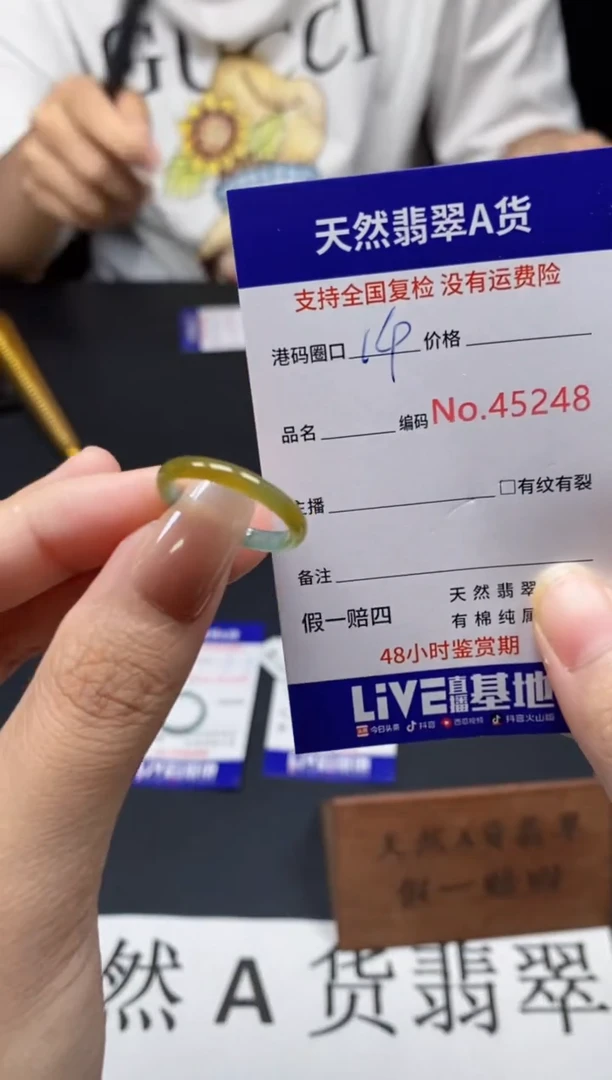 GUCCI
天然翡翠A货
支持全国复检 没有运费险
港码圈口 14 价格
品名 编码 No.45248
主播 □有纹有裂
备注
假一赔四 天然翡翠
有棉纯属
48小时鉴赏期
LiVE直播基地
今日头条 抖音 西瓜视频 抖音火山版
天然A货翡翠
假一赔四
然 A 货翡翠